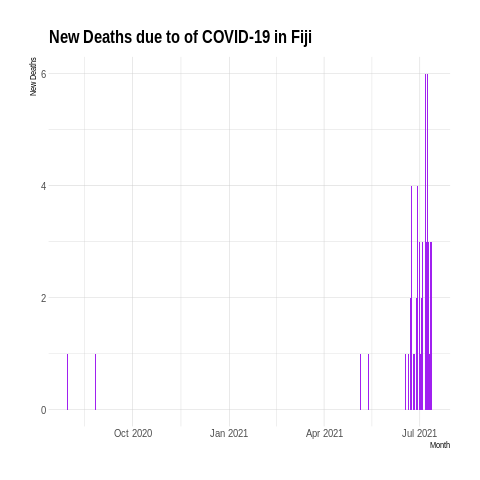 New Deaths due to of COVID-19 in Fiji
New Deaths
6
4
2
0
Oct 2020 Jan 2021 Apr 2021 Jul 2021
Month